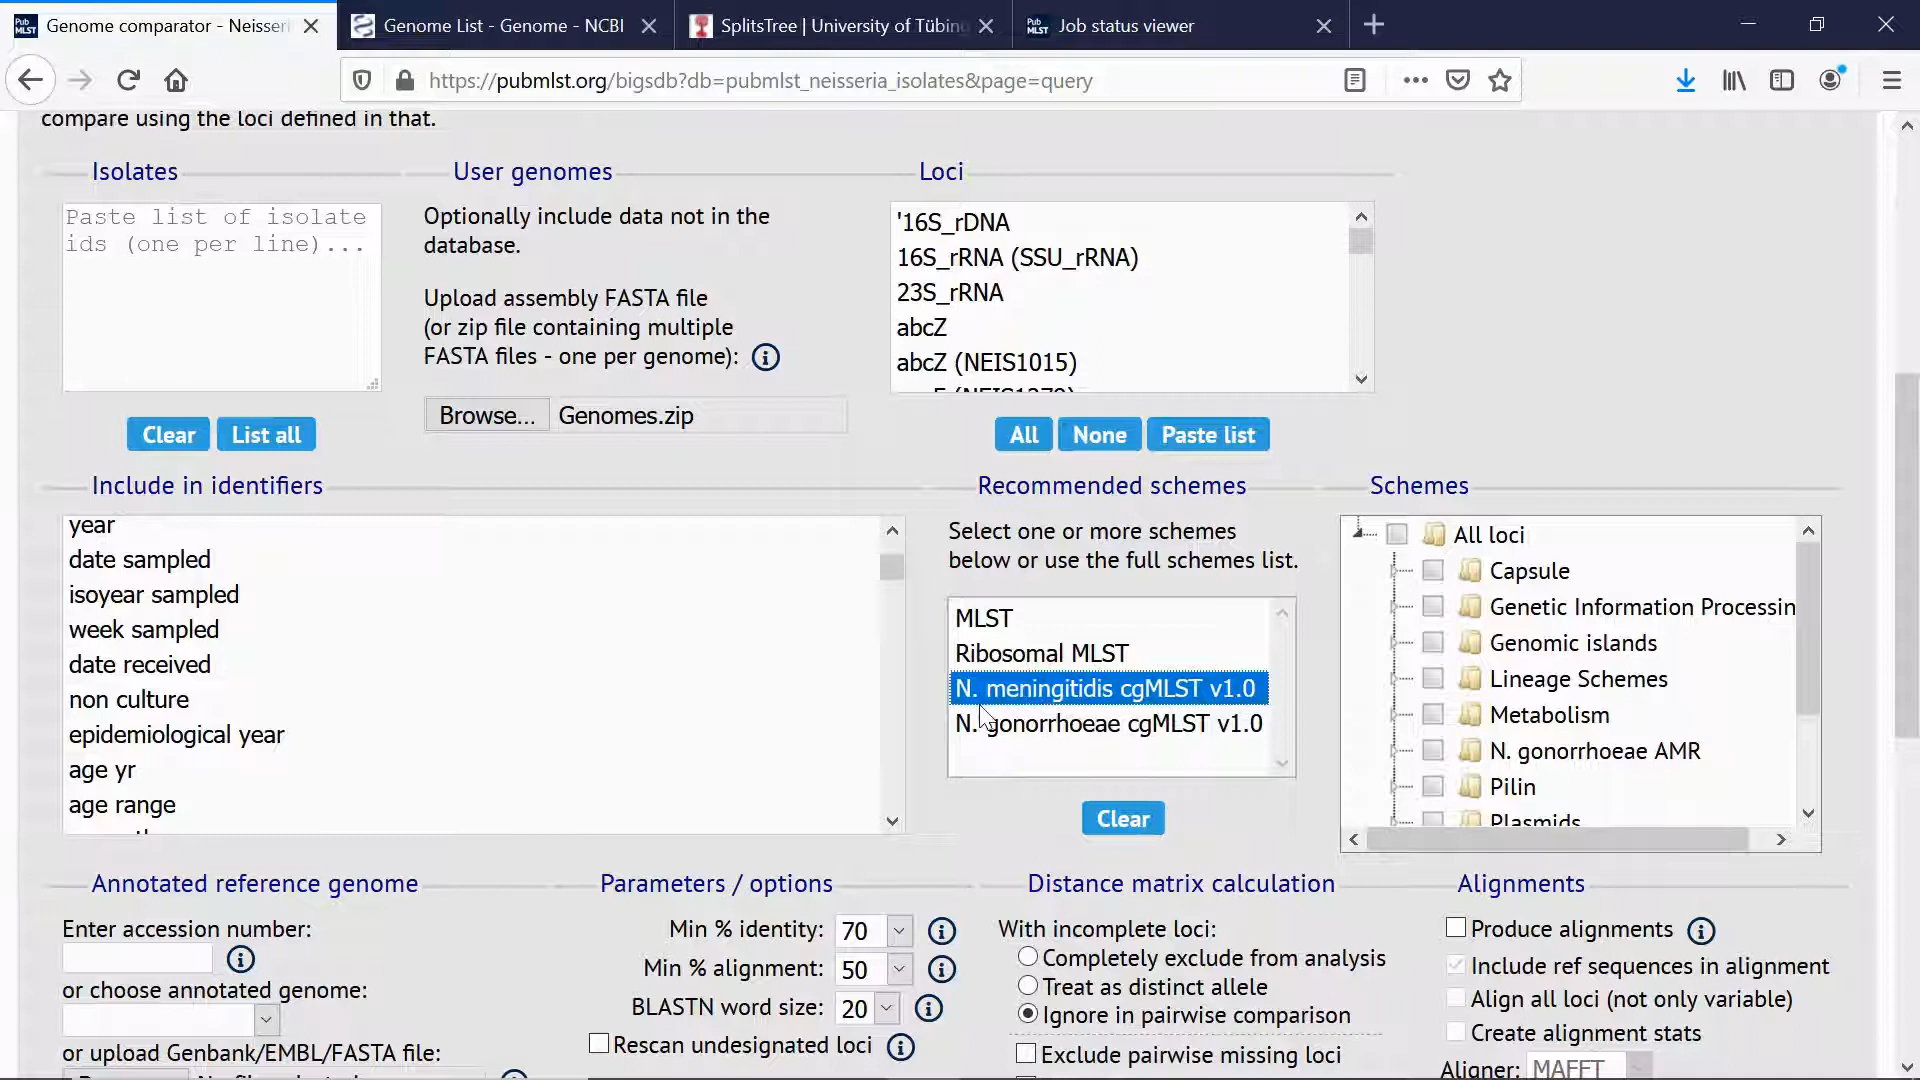 Genome comparator - Neisseri
Genome List - Genome - NCBI
SplitsTree | University of Tübing
Job status viewer
https://pubmlst.org/bigsdb?db=pubmlst_neisseria_isolates&page=query
compare using the loci defined in that.
Isolates
User genomes
Loci
Paste list of isolate
ids (one per line)...
Clear
List all
Optionally include data not in the
database.
Upload assembly FASTA file
(or zip file containing multiple
FASTA files - one per genome):
Browse...
Genomes.zip
'16S_rDNA
16S_rRNA (SSU_rRNA)
23S_rRNA
abcZ
abcZ (NEIS1015)
All
None
Paste list
Include in identifiers
Recommended schemes
Schemes
year
date sampled
isoyear sampled
week sampled
date received
non culture
epidemiological year
age yr
age range
Select one or more schemes
below or use the full schemes list.
MLST
Ribosomal MLST
N. meningitidis cgMLST v1.0
N. gonorrhoeae cgMLST v1.0
Clear
All loci
Capsule
Genetic Information Processin
Genomic islands
Lineage Schemes
Metabolism
N. gonorrhoeae AMR
Pilin
Plasmids
Annotated reference genome
Parameters / options
Distance matrix calculation
Alignments
Enter accession number:
or choose annotated genome:
or upload Genbank/EMBL/FASTA file:
Min % identity: 70
Min % alignment: 50
BLASTN word size: 20
Rescan undesignated loci
With incomplete loci:
Completely exclude from analysis
Treat as distinct allele
Ignore in pairwise comparison
Exclude pairwise missing loci
Produce alignments
Include ref sequences in alignment
Align all loci (not only variable)
Create alignment stats
Aligner: MAFFT